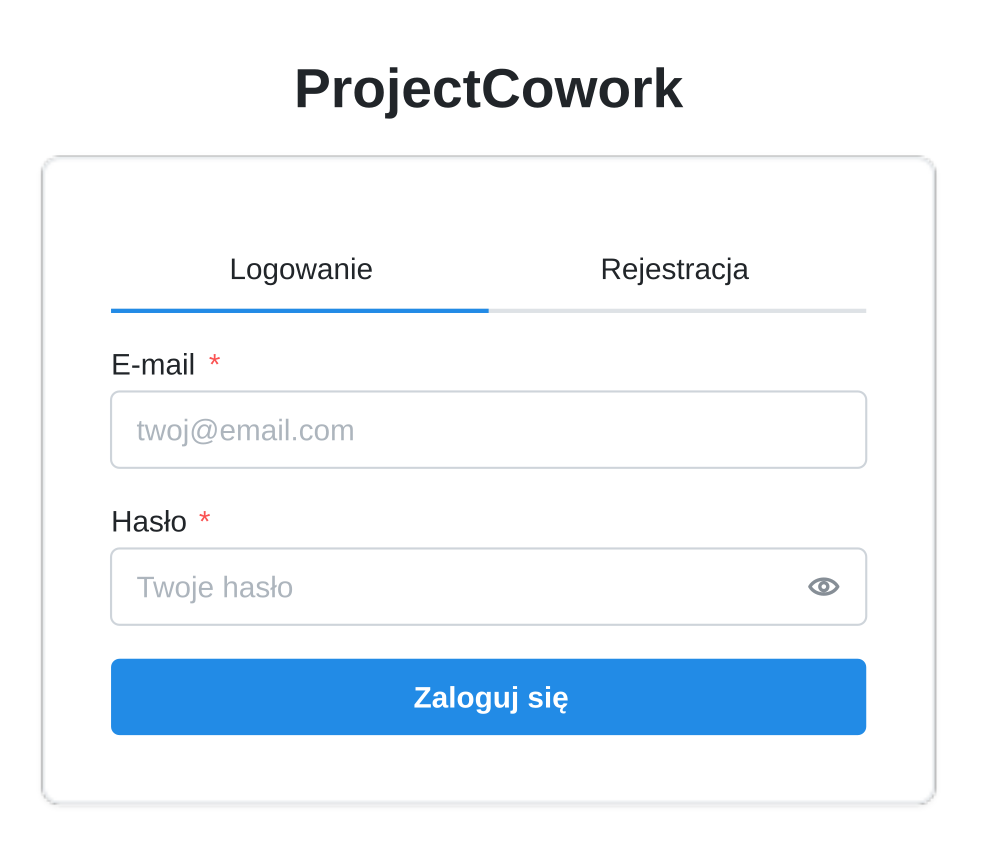 ProjectCowork
Logowanie Rejestracja
E-mail *
twoj@email.com
Hasło *
Twoje hasło
Zaloguj się